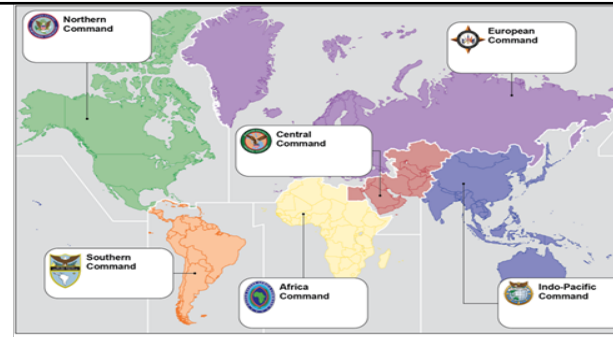 Northern
Command
European
Command
Central
Command
Southern
Command
Africa
Command
Indo-Pacific
Command